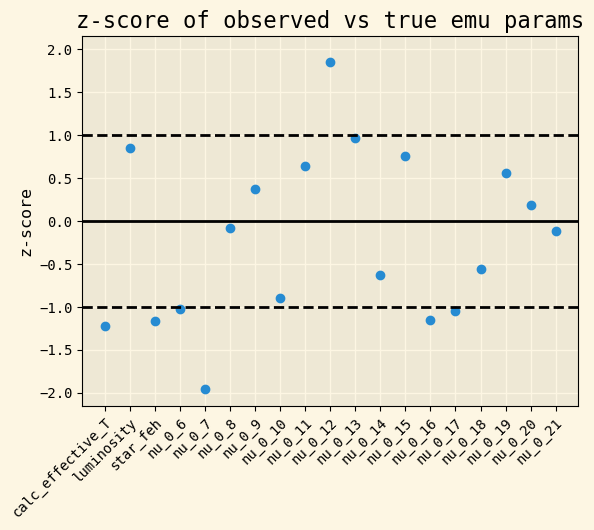 z-score of observed vs true emu params
z-score
2.0
1.5
1.0
0.5
0.0
−0.5
−1.0
−1.5
−2.0
calc_effective_T
luminosity
star_feh
nu_0_6
nu_0_7
nu_0_8
nu_0_9
nu_0_10
nu_0_11
nu_0_12
nu_0_13
nu_0_14
nu_0_15
nu_0_16
nu_0_17
nu_0_18
nu_0_19
nu_0_20
nu_0_21